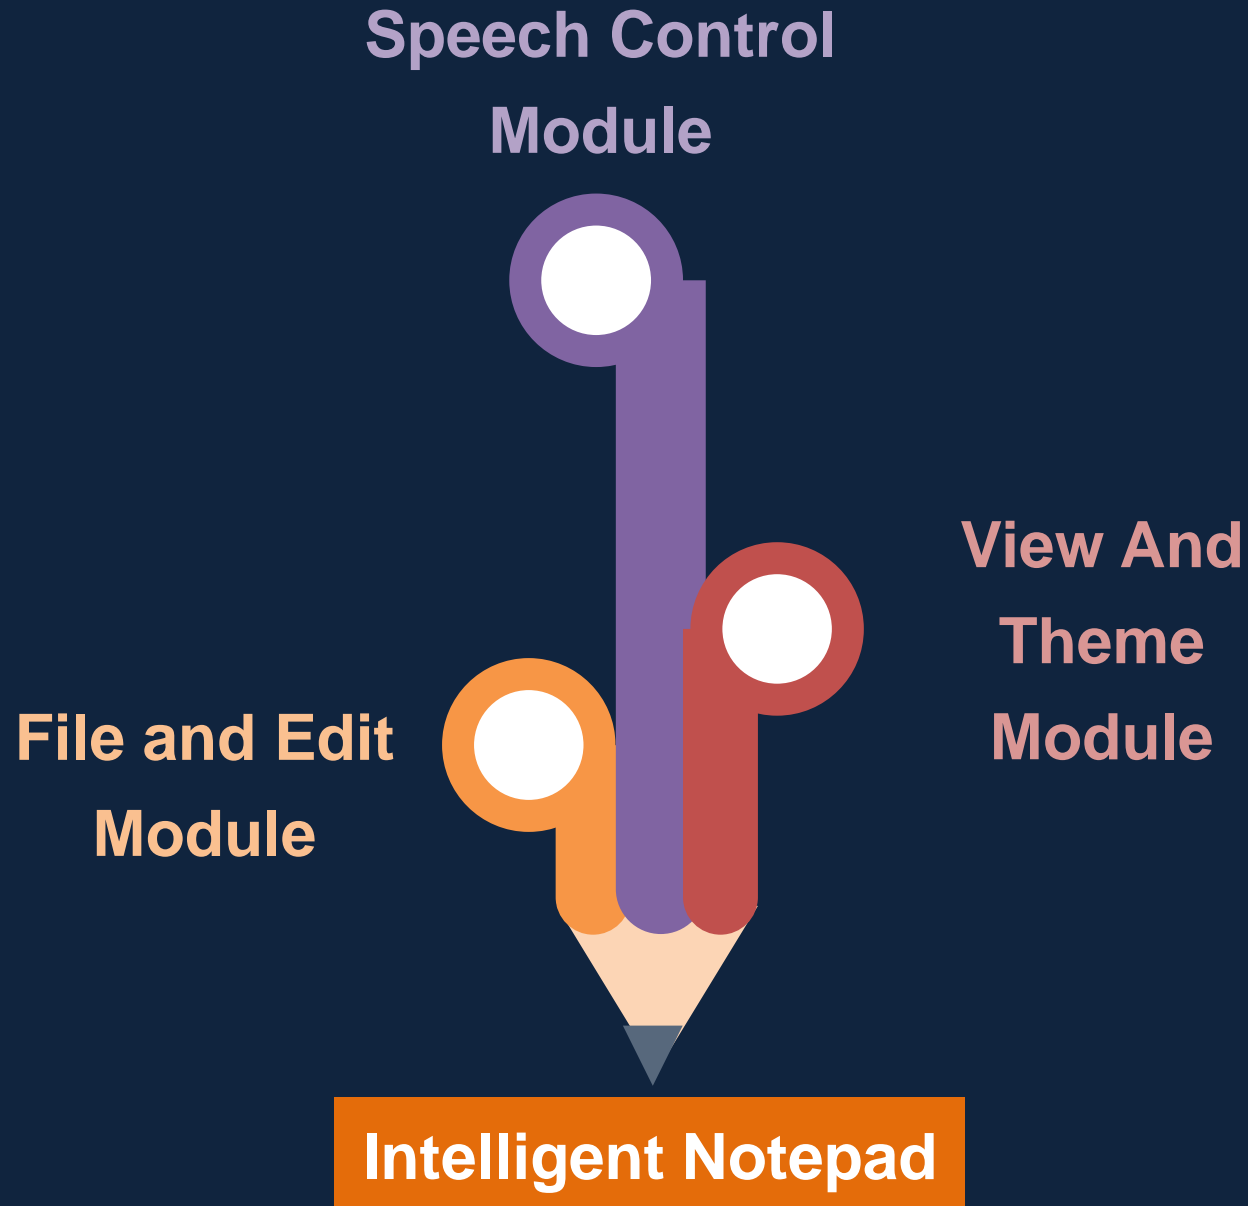 Speech Control
Module
View And
Theme
Module
File and Edit
Module
Intelligent Notepad